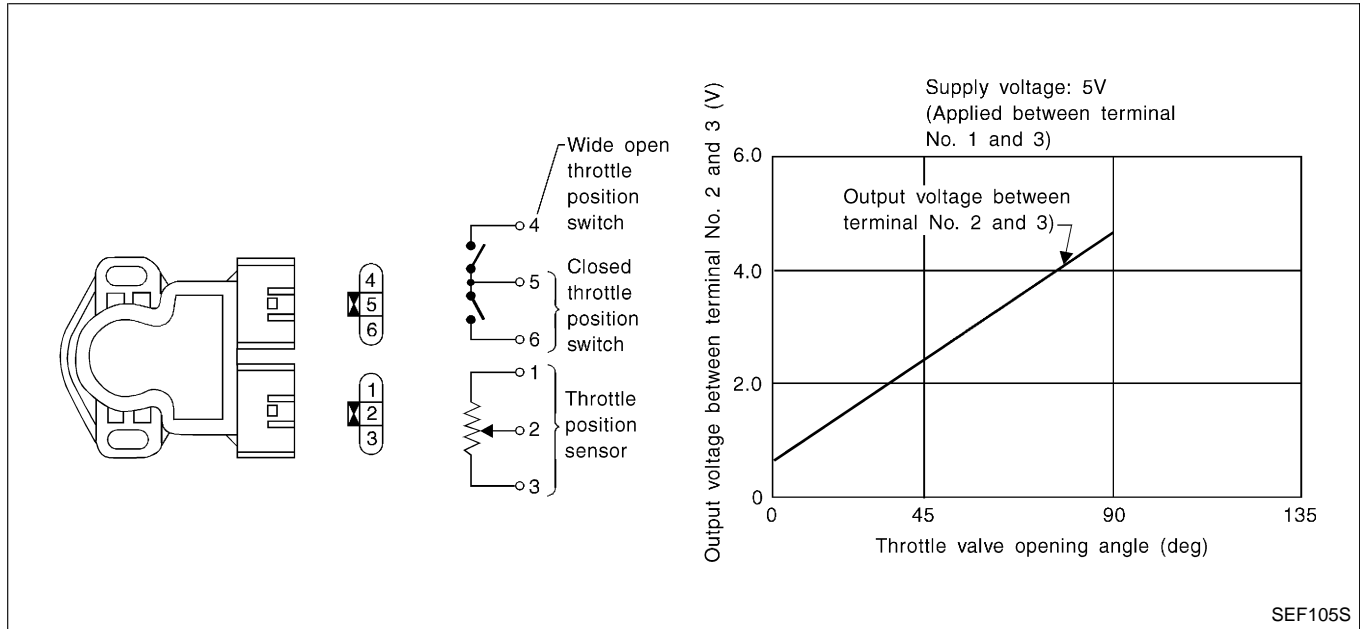 4
5
6
1
2
3
Wide open
throttle
position
switch
4
5
6
Closed
throttle
position
switch
1
2
3
Throttle
position
sensor
Output voltage between terminal No. 2 and 3 (V)
Supply voltage: 5V
(Applied between terminal
No. 1 and 3)
6.0
4.0
2.0
0
Output voltage between
terminal No. 2 and 3)
0 45 90 135
Throttle valve opening angle (deg)
SEF105S